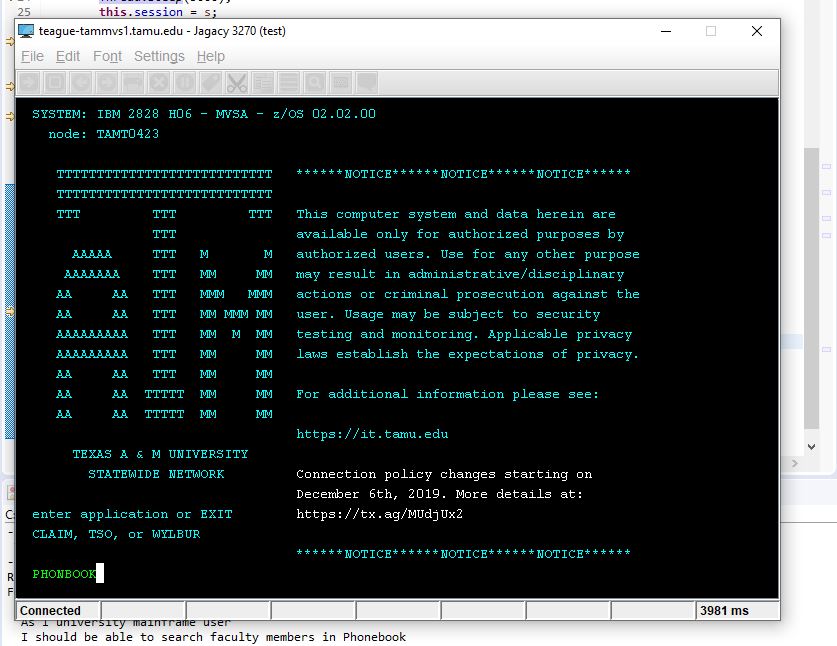 25 this.session = s;
teague-tammvs1.tamu.edu - Jagacy 3270 (test)
File Edit Font Settings Help
SYSTEM: IBM 2828 H06 - MVSA - z/OS 02.02.00
node: TAMT0423
TTTTTTTTTTTTTTTTTTTTTTTTTTT ******NOTICE******NOTICE******NOTICE******
TTTTTTTTTTTTTTTTTTTTTTTTTTT
TTT TTT TTT This computer system and data herein are
TTT available only for authorized purposes by
AAAAA TTT M M authorized users. Use for any other purpose
AAAAAAA TTT MM MM may result in administrative/disciplinary
AA AA TTT MMM MMM actions or criminal prosecution against the
AA AA TTT MM MMM MM user. Usage may be subject to security
AAAAAAAAA TTT MM M MM testing and monitoring. Applicable privacy
AAAAAAAAA TTT MM MM laws establish the expectations of privacy.
AA AA TTT MM MM
AA AA TTTTT MM MM For additional information please see:
AA AA TTTTT MM MM
https://it.tamu.edu
TEXAS A & M UNIVERSITY
STATEWIDE NETWORK Connection policy changes starting on
December 6th, 2019. More details at:
enter application or EXIT https://tx.ag/MUdjUx2
CLAIM, TSO, or WYLBUR
******NOTICE******NOTICE******NOTICE******
PHONBOOK
Connected 3981 ms
As I university mainframe user
I should be able to search faculty members in Phonebook